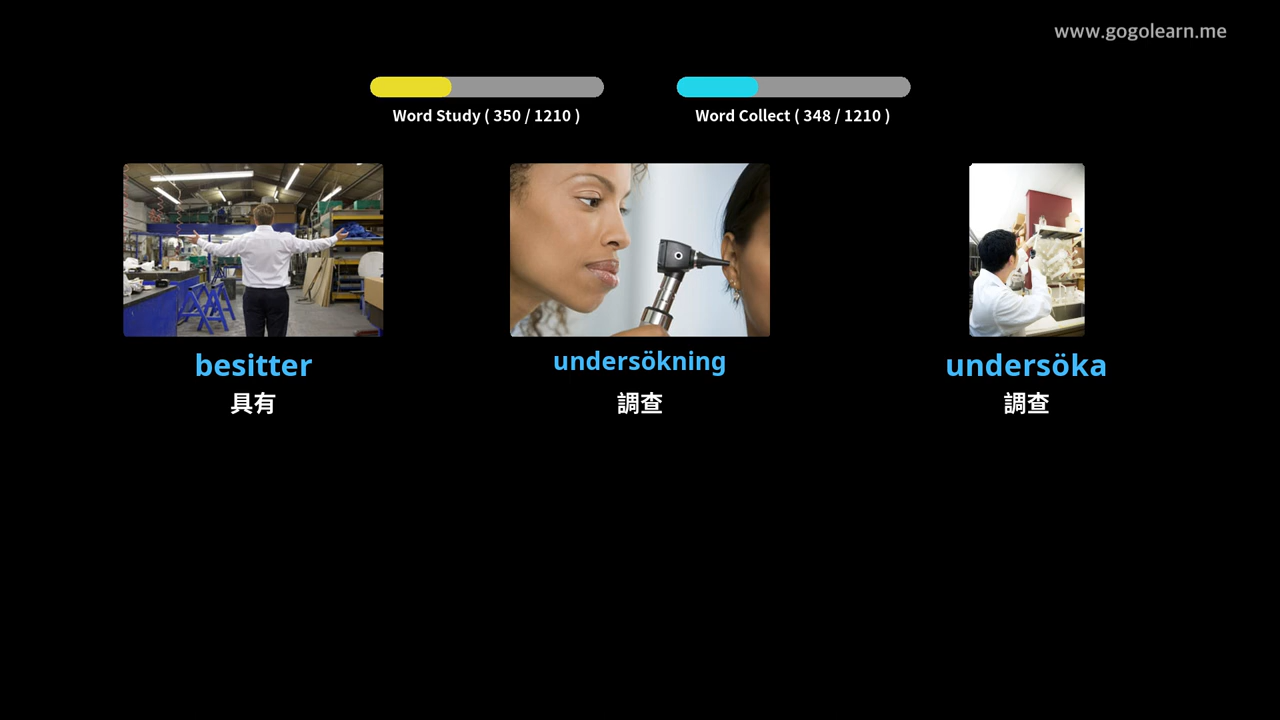 www.gogolearn.me
Word Study ( 350 / 1210 )
Word Collect ( 348 / 1210 )
besitter
undersökning
undersöka
具有
調查
調查